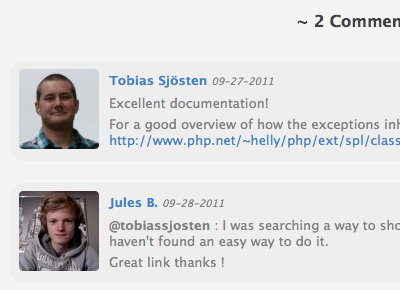 ~ 2 Commen
Tobias Sjösten 09-27-2011
Excellent documentation!
For a good overview of how the exceptions inh
http://www.php.net/~helly/php/ext/spl/class
Jules B. 09-28-2011
@tobiassjosten : I was searching a way to sho
haven't found an easy way to do it.
Great link thanks !